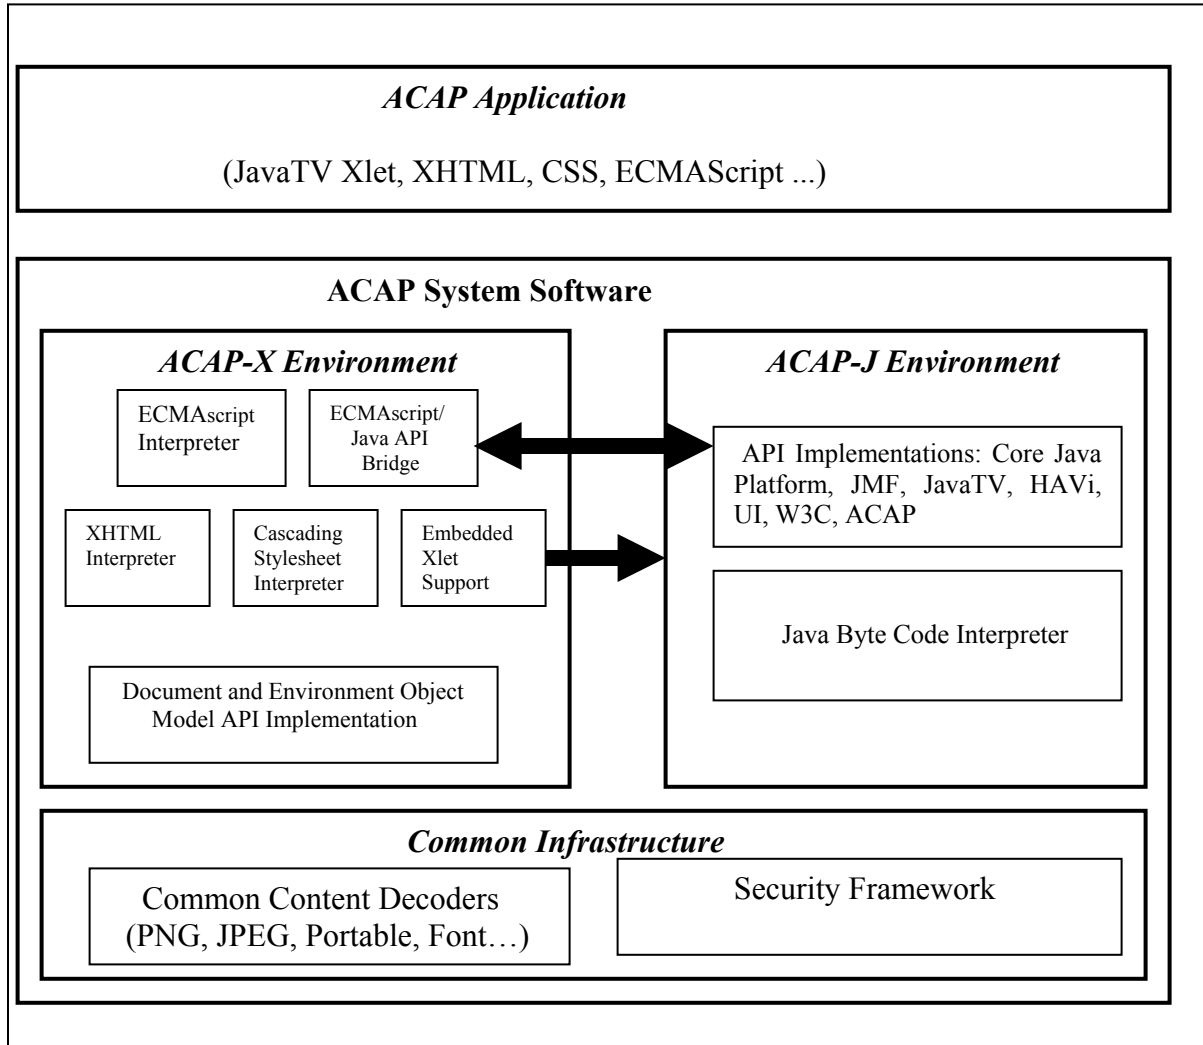 ACAP Application
(JavaTV Xlet, XHTML, CSS, ECMAScript ...)
ACAP System Software
ACAP-X Environment
ECMAscript
Interpreter
ECMAscript/
Java API
Bridge
XHTML
Interpreter
Cascading
Stylesheet
Interpreter
Embedded
Xlet
Support
Document and Environment Object
Model API Implementation
ACAP-J Environment
API Implementations: Core Java
Platform, JMF, JavaTV, HAVi,
UI, W3C, ACAP
Java Byte Code Interpreter
Common Infrastructure
Common Content Decoders
(PNG, JPEG, Portable, Font…)
Security Framework